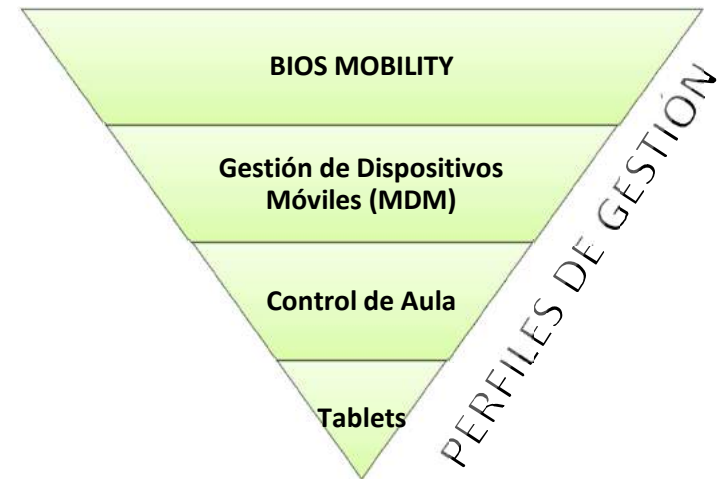 BIOS MOBILITY
Gestión de Dispositivos
Móviles (MDM)
Control de Aula
Tablets
PERFILES DE GESTIÓN